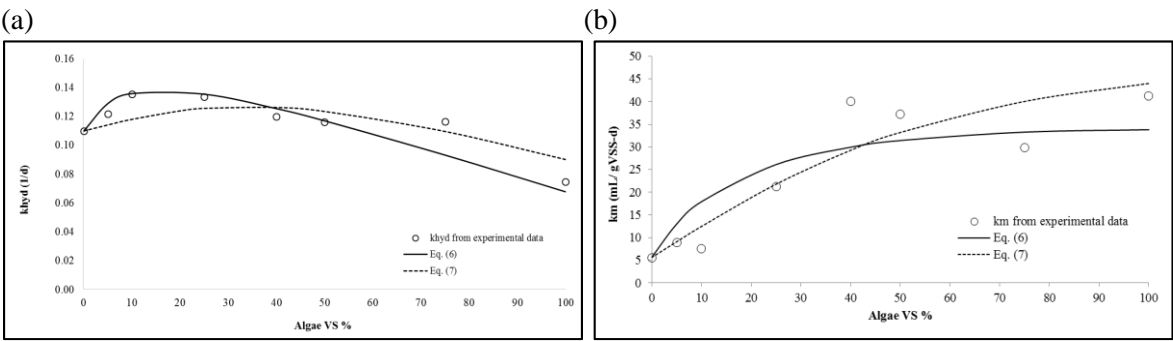 (a)
0.16
0.14
0.12
0.10
0.08
0.06
0.04
0.02
0.00
khyd (1/d)
khyd from experimental data
Eq. (6)
Eq. (7)
0 10 20 30 40 50 60 70 80 90 100
Algae VS %
(b)
50
45
40
35
30
25
20
15
10
5
0
km (mL/ gVSS-d)
km from experimental data
Eq. (6)
Eq. (7)
0 10 20 30 40 50 60 70 80 90 100
Algae VS %